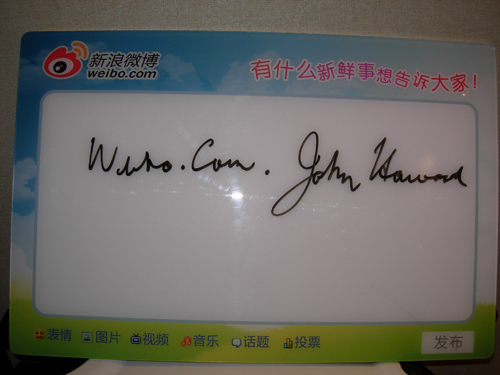 新浪微博
weibo.com
有什么新鲜事想告诉大家!
Weibo.Com. John Howard
表情 图片 视频 音乐 话题 投票 发布